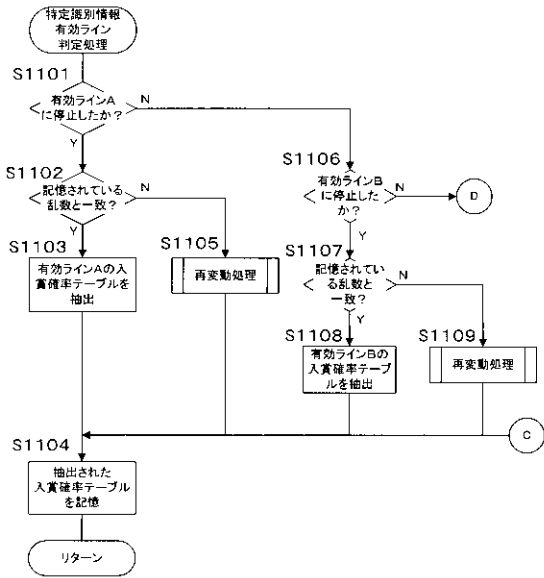 特定識別情報
有効ライン
判定処理
S1101
有効ラインA
に停止したか？
N
Y
S1102
記憶されている
乱数と一致？
N
Y
S1103
有効ラインAの入
賞確率テーブルを
抽出
S1105
再変動処理
S1106
有効ラインB
に停止した
か？
N
D
Y
S1107
記憶されてい
る乱数と
一致？
N
Y
S1108
有効ラインBの
入賞確率テーブ
ルを抽出
S1109
再変動処理
C
S1104
抽出された
入賞確率テーブル
を記憶
リターン